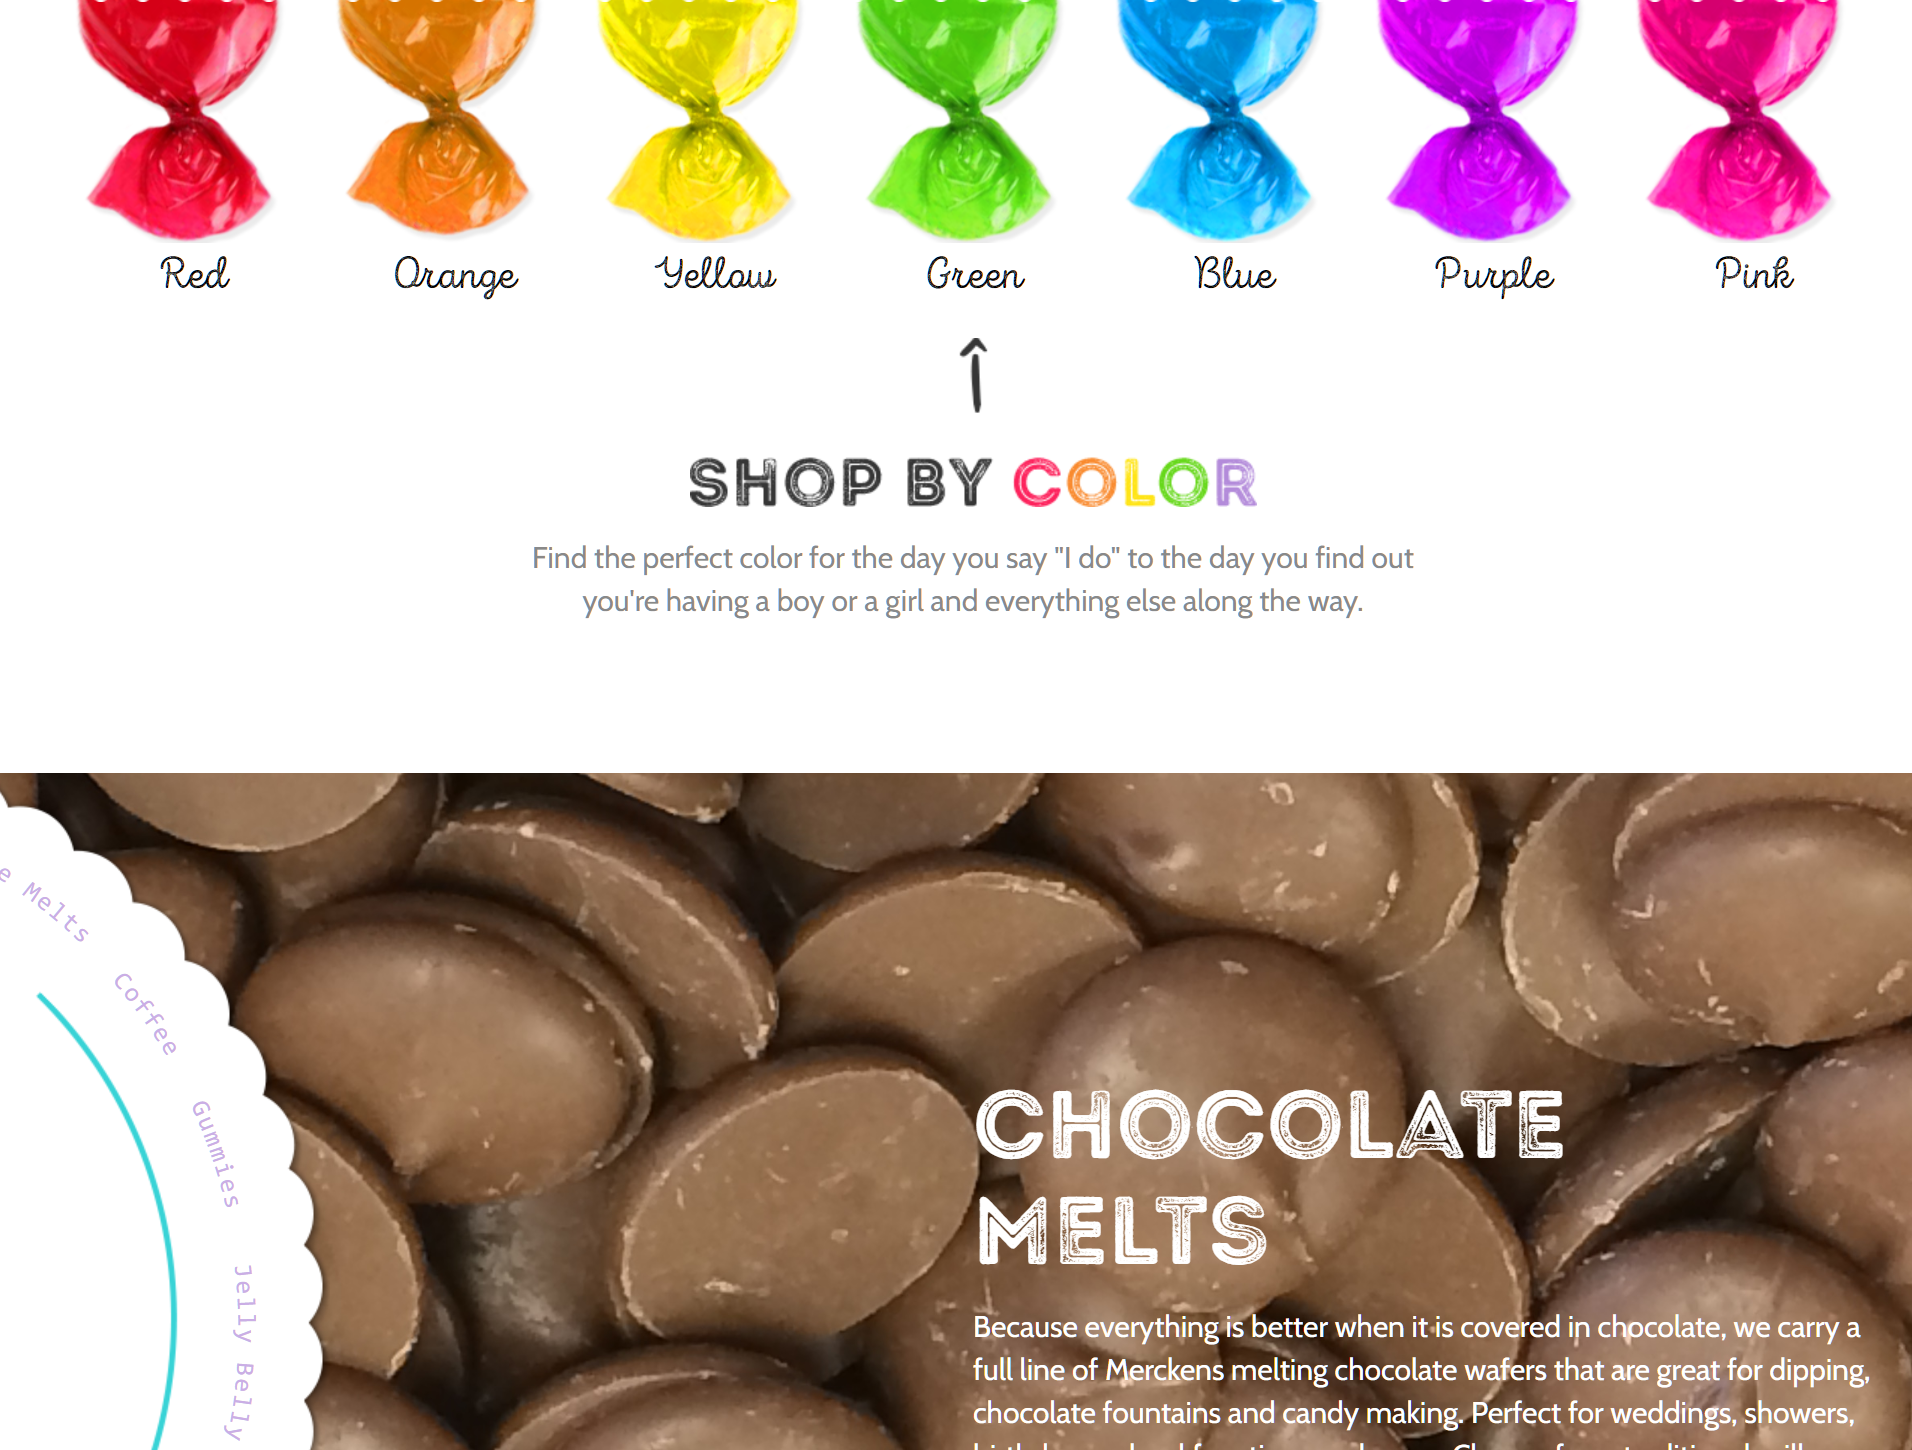 Red
Orange
Yellow
Green
Blue
Purple
Pink
SHOP BY COLOR
Find the perfect color for the day you say "I do" to the day you find out
you're having a boy or a girl and everything else along the way.
Melts
Coffee
Gummies
Jelly Belly
CHOCOLATE
MELTS
Because everything is better when it is covered in chocolate, we carry a
full line of Merckens melting chocolate wafers that are great for dipping,
chocolate fountains and candy making. Perfect for weddings, showers,